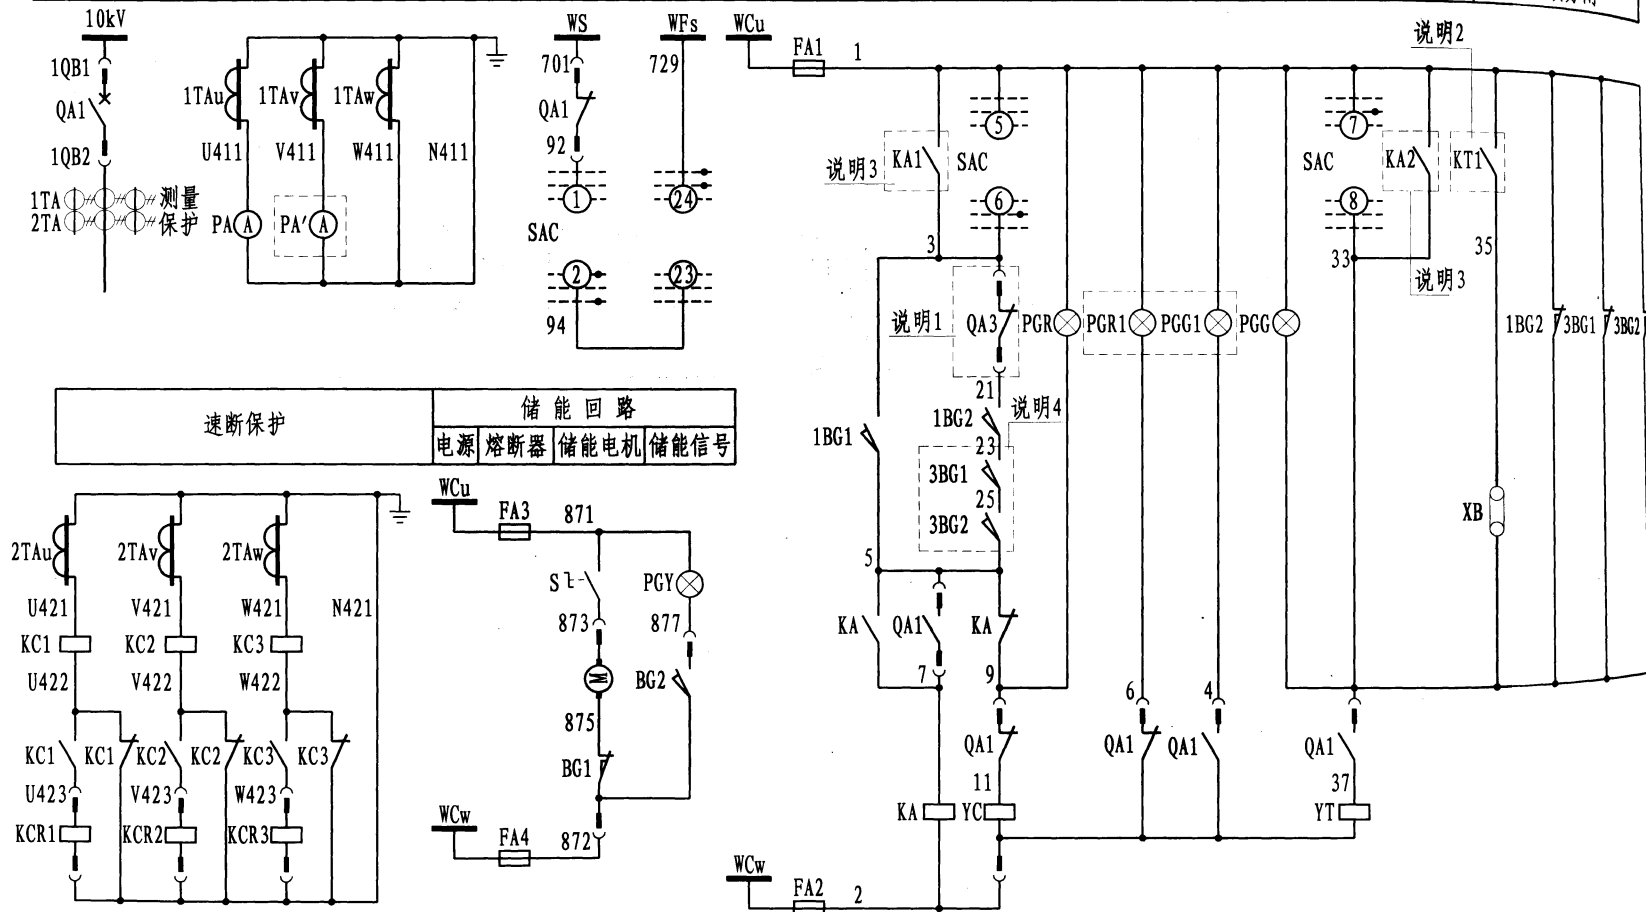 10kV
1QB1
QA1
1QB2
1TA 测量
2TA 保护
1TAu 1TAv 1TAw
U411 V411 W411 N411
PA A PA' A
WS WFs
701 729
QA1
92
1 24
SAC
2 23
94
WCu
FA1 1
说明2
5 7
KA1 SAC SAC KA2 KT1
说明3
6 8
3 33 35
说明3
说明1 QA3 PGR PGR1 PGG1 PGG 1BG2 3BG1 3BG2
21
1BG2 说明4
1BG1 23
3BG1
25
3BG2
XB
5
KA QA1 KA
7 9 6 4
QA1 QA1 QA1 QA1
11 37
KA YC YT
WCw
FA2 2
速断保护 储能回路
电源 熔断器 储能电机 储能信号
2TAu 2TAv 2TAw
U421 V421 W421 N421
KC1 KC2 KC3
U422 V422 W422
KC1 KC1 KC2 KC2 KC3 KC3
U423 V423 W423
KCR1 KCR2 KCR3
WCu
FA3 871
S PGY
873 877
M BG2
875
BG1
WCw
FA4 872